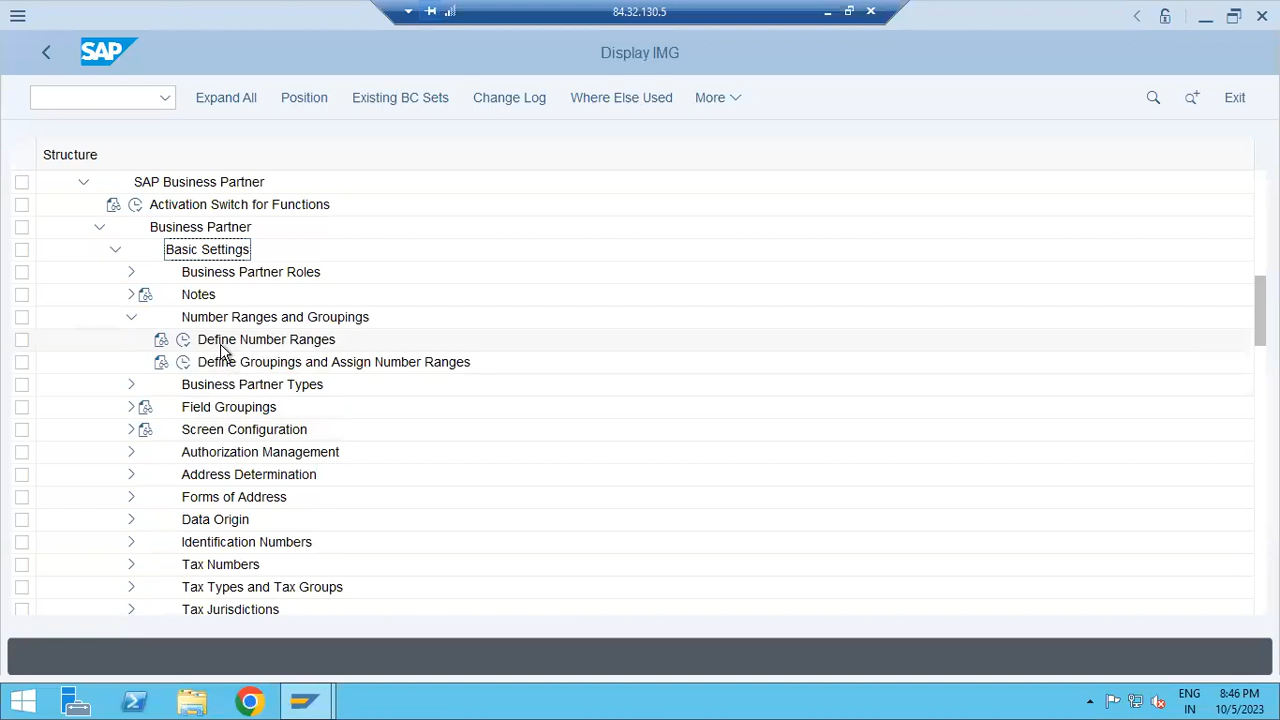 84.32.130.5
SAP
Display IMG
Expand All Position Existing BC Sets Change Log Where Else Used More Exit
Structure
SAP Business Partner
Activation Switch for Functions
Business Partner
Basic Settings
Business Partner Roles
Notes
Number Ranges and Groupings
Define Number Ranges
Define Groupings and Assign Number Ranges
Business Partner Types
Field Groupings
Screen Configuration
Authorization Management
Address Determination
Forms of Address
Data Origin
Identification Numbers
Tax Numbers
Tax Types and Tax Groups
Tax Jurisdictions
ENG 8:46 PM
IN 10/5/2023